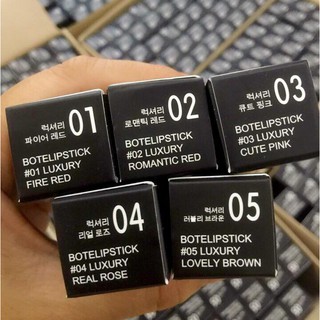 럭셔리
파이어 레드
01
BOTELIPSTICK
#01 LUXURY
FIRE RED
럭셔리
로맨틱 레드
02
BOTELIPSTICK
#02 LUXURY
ROMANTIC RED
럭셔리
큐트 핑크
03
BOTELIPSTICK
#03 LUXURY
CUTE PINK
럭셔리
리얼 로즈
04
BOTELIPSTICK
#04 LUXURY
REAL ROSE
럭셔리
러블리 브라운
05
BOTELIPSTICK
#05 LUXURY
LOVELY BROWN